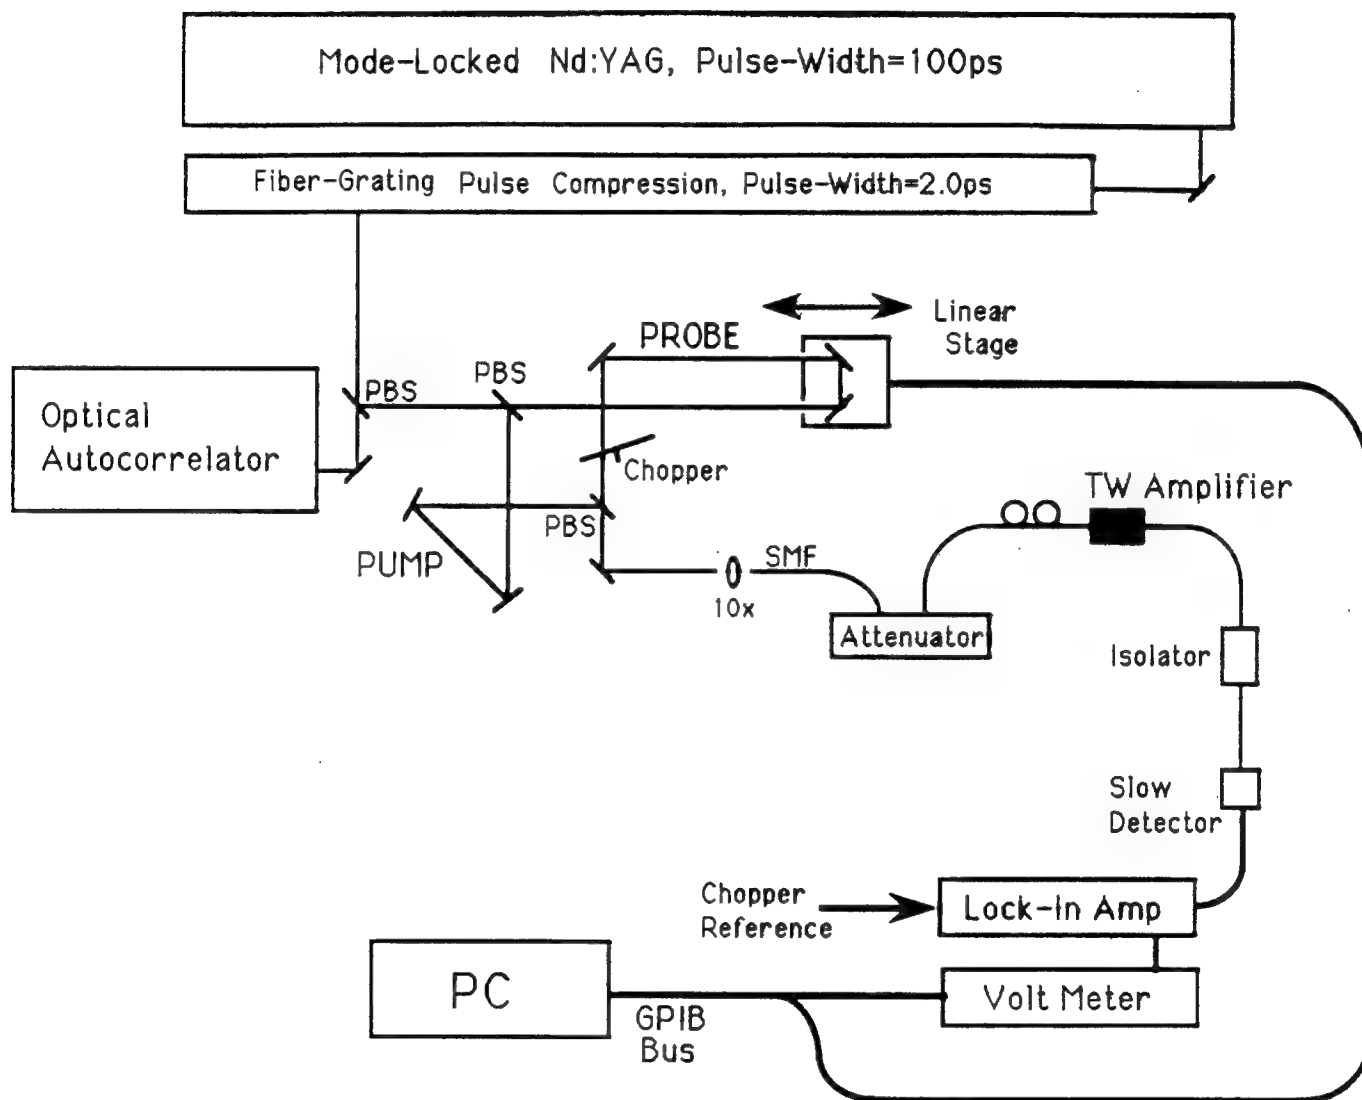 Mode-Locked Nd:YAG, Pulse-Width=100ps
Fiber-Grating Pulse Compression, Pulse-Width=2.0ps
Linear
Stage
PROBE
PBS
PBS
Optical
Autocorrelator
Chopper
TW Amplifier
PBS
PUMP
SMF
10x
Attenuator
Isolator
Slow
Detector
Chopper
Reference
Lock-In Amp
PC
Volt Meter
GPIB
Bus